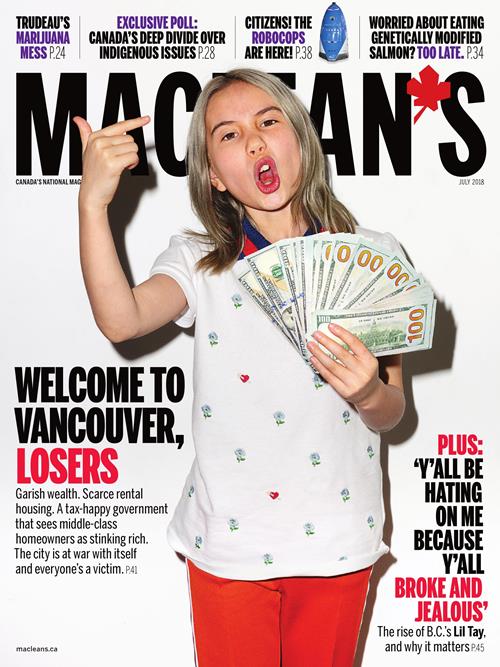 TRUDEAU'S
MARIJUANA
MESS P.24
EXCLUSIVE POLL:
CANADA'S DEEP DIVIDE OVER
INDIGENOUS ISSUES P.28
CITIZENS! THE
ROBOCOPS
ARE HERE! P.38
WORRIED ABOUT EATING
GENETICALLY MODIFIED
SALMON? TOO LATE. P.34
MACLEAN'S
CANADA'S NATIONAL MAG
JULY 2018
100
WELCOME TO
VANCOUVER,
LOSERS
Garish wealth. Scarce rental
housing. A tax-happy government
that sees middle-class
homeowners as stinking rich.
The city is at war with itself
and everyone's a victim. P.41
PLUS:
'Y'ALL BE
HATING
ON ME
BECAUSE
Y'ALL
BROKE AND
JEALOUS'
The rise of B.C.'s Lil Tay,
and why it matters P.45
macleans.ca